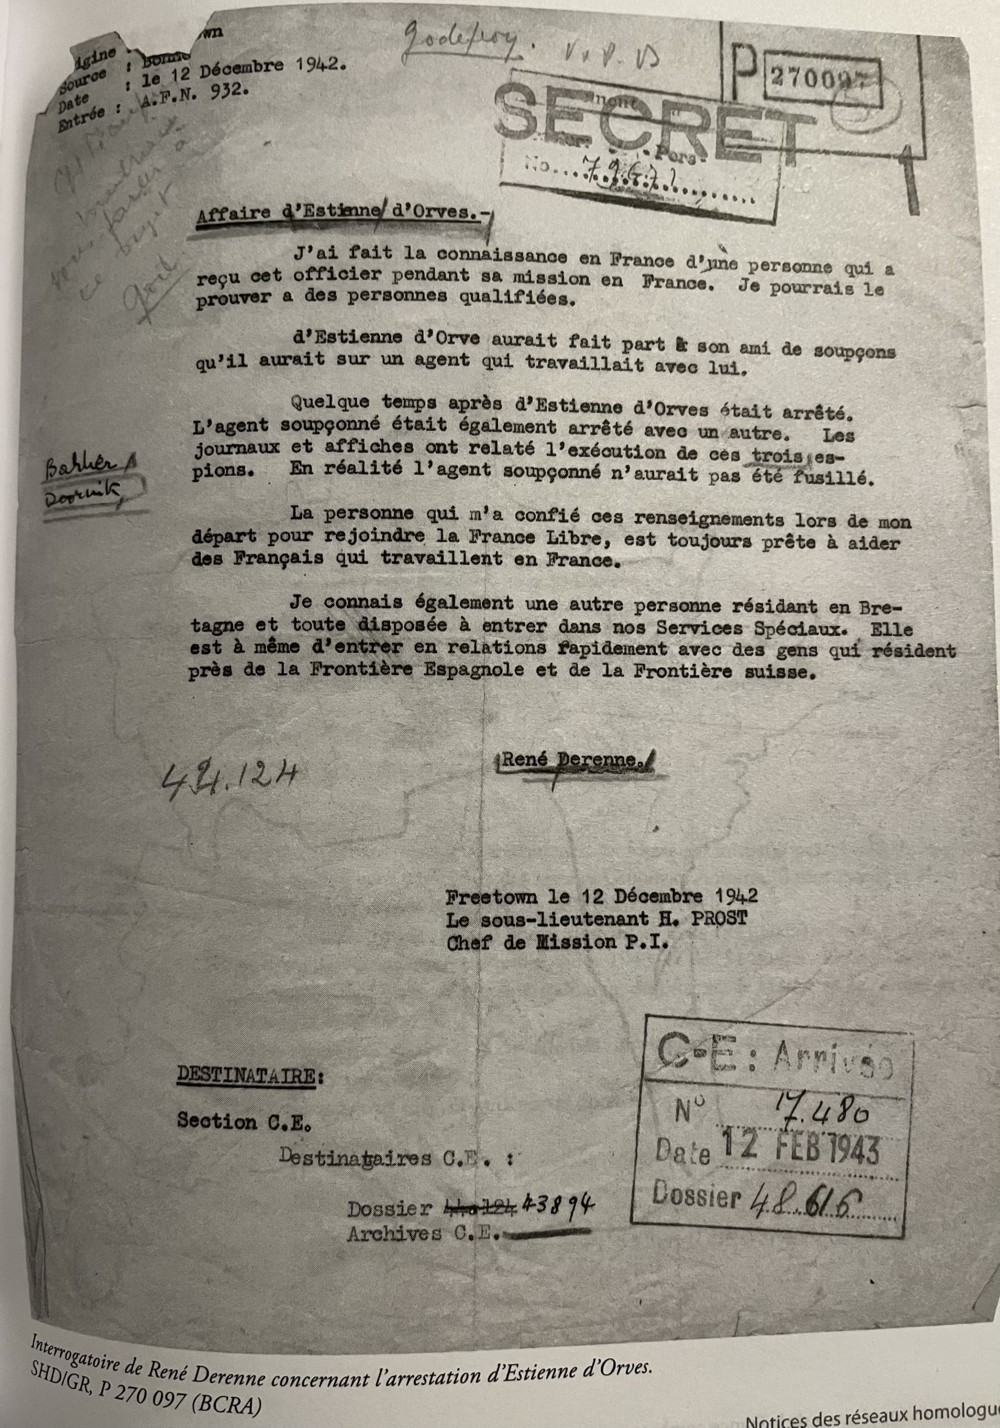 Source :
Date : le 12 Décembre 1942.
Entrée : A.F.N. 932.
Godefroy.
P 270097
SECRET
No. 79671
ce sujet
Affaire d'Estienne d'Orves.-
J'ai fait la connaissance en France d'une personne qui a
reçu cet officier pendant sa mission en France. Je pourrais le
prouver a des personnes qualifiées.
d'Estienne d'Orve aurait fait part à son ami de soupçons
qu'il aurait sur un agent qui travaillait avec lui.
Quelque temps après d'Estienne d'Orves était arrêté.
L'agent soupçonné était également arrêté avec un autre. Les
journaux et affiches ont relaté l'exécution de ces trois es-
pions. En réalité l'agent soupçonné n'aurait pas été fusillé.
Barlier
Doornik,
La personne qui m'a confié ces renseignements lors de mon
départ pour rejoindre la France Libre, est toujours prête à aider
des Français qui travaillent en France.
Je connais également une autre personne résidant en Bre-
tagne et toute disposée à entrer dans nos Services Spéciaux. Elle
est à même d'entrer en relations rapidement avec des gens qui résident
près de la Frontière Espagnole et de la Frontière suisse.
René Derenne.
44.124
Freetown le 12 Décembre 1942
Le sous-lieutenant H. PROST
Chef de Mission P.I.
DESTINATAIRE:
Section C.E.
Destinataires C.E. :
Dossier 43894
Archives C.E.
C-E : Arrivée
N° 17.480
Date 12 FEB 1943
Dossier 48.616
Interrogatoire de René Derenne concernant l'arrestation d'Estienne d'Orves.
SHD/GR, P 270 097 (BCRA)
Notices des réseaux homologu